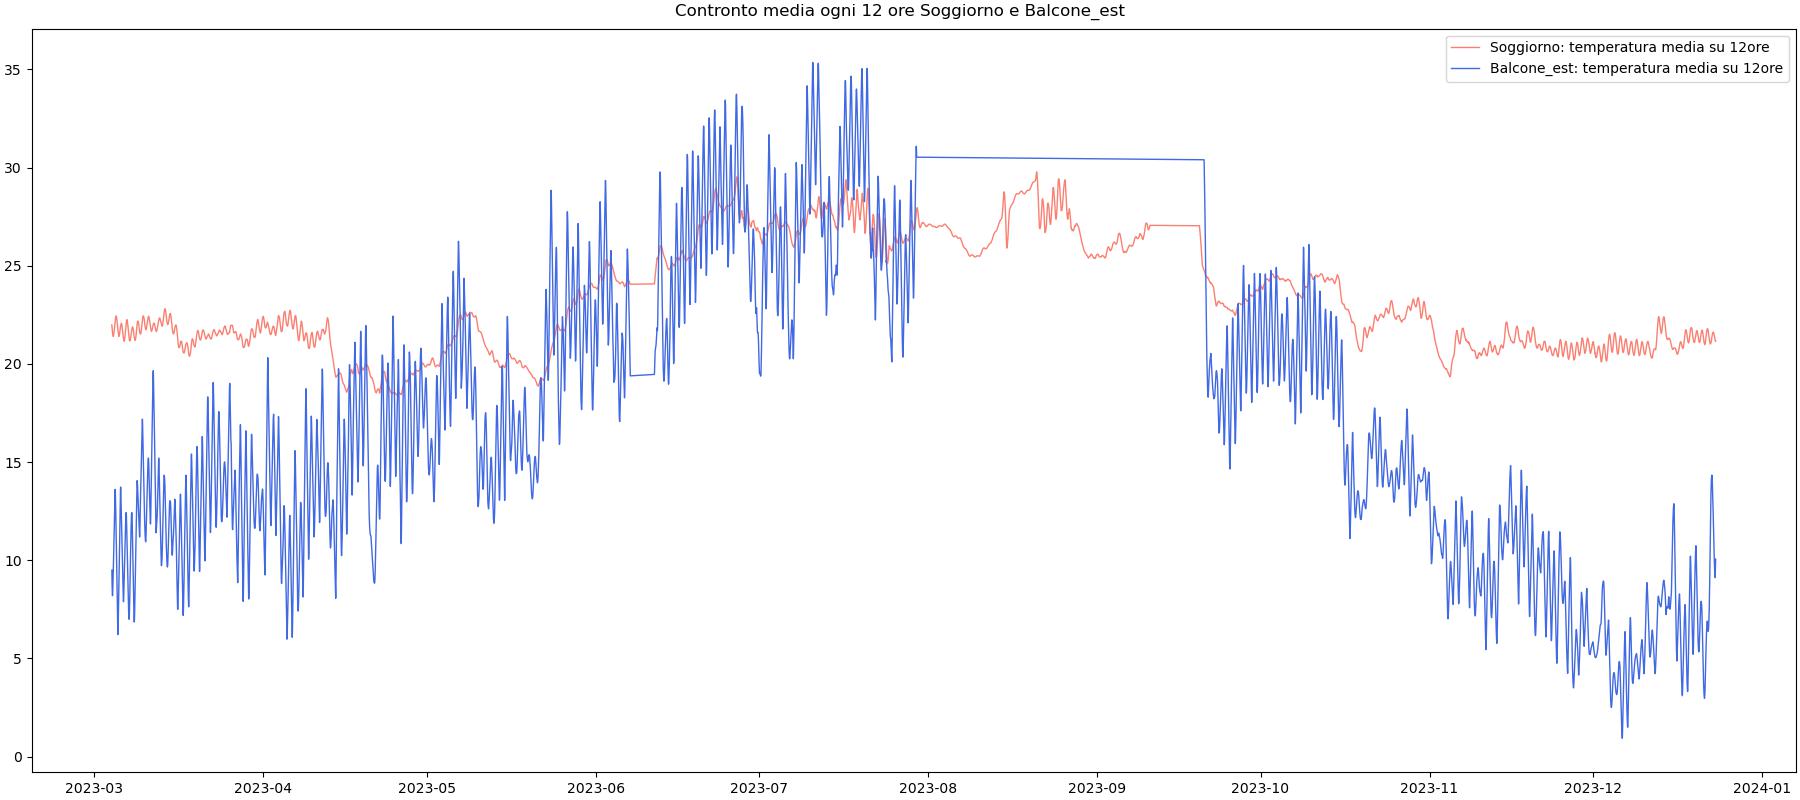 Contronto media ogni 12 ore Soggiorno e Balcone_est
Soggiorno: temperatura media su 12ore
Balcone_est: temperatura media su 12ore
35
30
25
20
15
10
5
0
2023-03 2023-04 2023-05 2023-06 2023-07 2023-08 2023-09 2023-10 2023-11 2023-12 2024-01